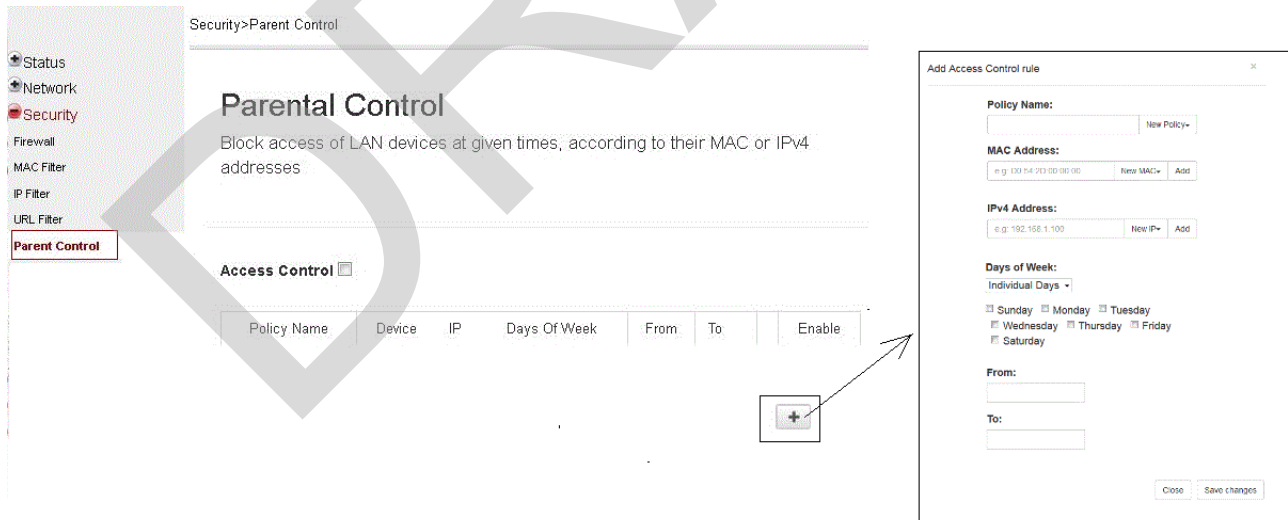 Security>Parent Control
Status
Network
Security
Firewall
MAC Filter
IP Filter
URL Filter
Parent Control
Parental Control
Block access of LAN devices at given times, according to their MAC or IPv4
addresses
Access Control
Policy Name Device IP Days Of Week From To Enable
+
Add Access Control rule ×
Policy Name:
New Policy
MAC Address:
e.g: D0:54:2D:00:00:00 New MAC Add
IPv4 Address:
e.g: 192.168.1.100 New IP Add
Days of Week:
Individual Days
Sunday Monday Tuesday
Wednesday Thursday Friday
Saturday
From:
To:
Close Save changes